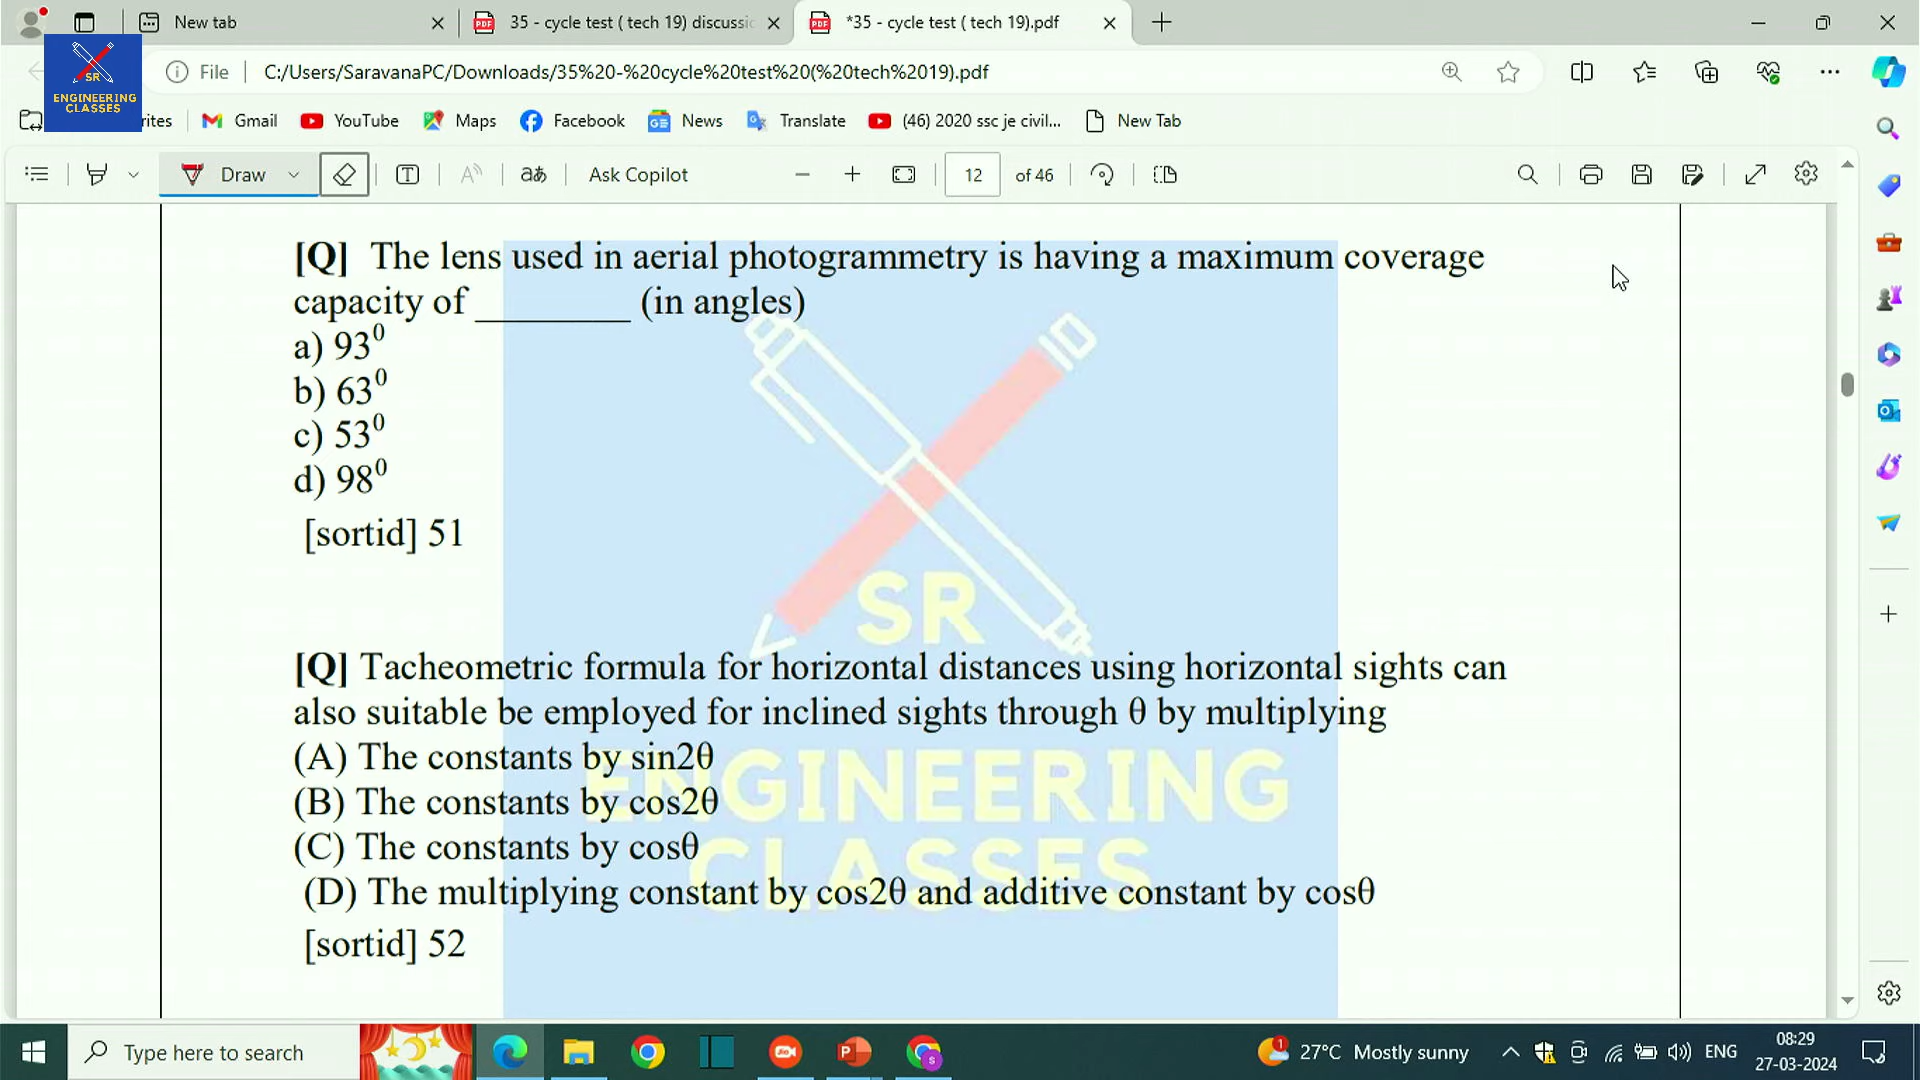 New tab
35 - cycle test ( tech 19) discussic
*35 - cycle test ( tech 19).pdf
File
C:/Users/SaravanaPC/Downloads/35%20-%20cycle%20test%20(%20tech%2019).pdf
SR
ENGINEERING
CLASSES
rites
Gmail
YouTube
Maps
Facebook
News
Translate
(46) 2020 ssc je civil...
New Tab
Draw
Ask Copilot
12 of 46
[Q] The lens used in aerial photogrammetry is having a maximum coverage
capacity of ________ (in angles)
a) 93⁰
b) 63⁰
c) 53⁰
d) 98⁰
[sortid] 51
[Q] Tacheometric formula for horizontal distances using horizontal sights can
also suitable be employed for inclined sights through θ by multiplying
(A) The constants by sin2θ
(B) The constants by cos2θ
(C) The constants by cosθ
(D) The multiplying constant by cos2θ and additive constant by cosθ
[sortid] 52
SR
ENGINEERING
CLASSES
Type here to search
27°C Mostly sunny
ENG
08:29
27-03-2024